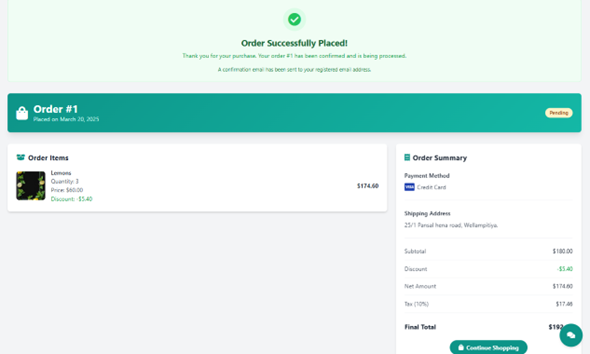 Order Successfully Placed!
Thank you for your purchase. Your order #1 has been confirmed and is being processed.
A confirmation email has been sent to your registered email address.
Order #1
Placed on March 20, 2025
Pending
Order Items
Lemons
Quantity: 3
Price: $60.00
Discount: -$5.40
$174.60
Order Summary
Payment Method
VISA Credit Card
Shipping Address
25/1 Pansal hena road, Wellampitiya.
Subtotal $180.00
Discount -$5.40
Net Amount $174.60
Tax (10%) $17.46
Final Total
Continue Shopping